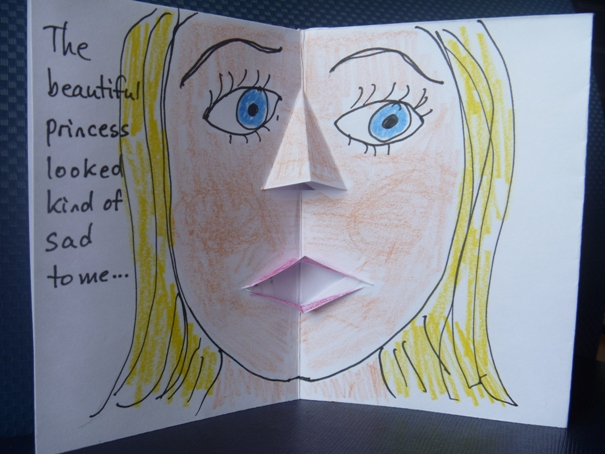 The
beautiful
princess
looked
kind of
sad
to me...